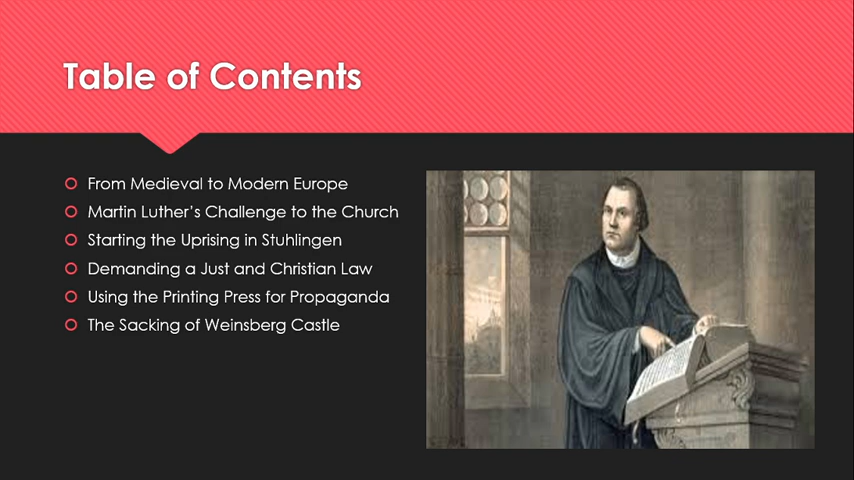 Table of Contents
From Medieval to Modern Europe
Martin Luther's Challenge to the Church
Starting the Uprising in Stuhlingen
Demanding a Just and Christian Law
Using the Printing Press for Propaganda
The Sacking of Weinsberg Castle